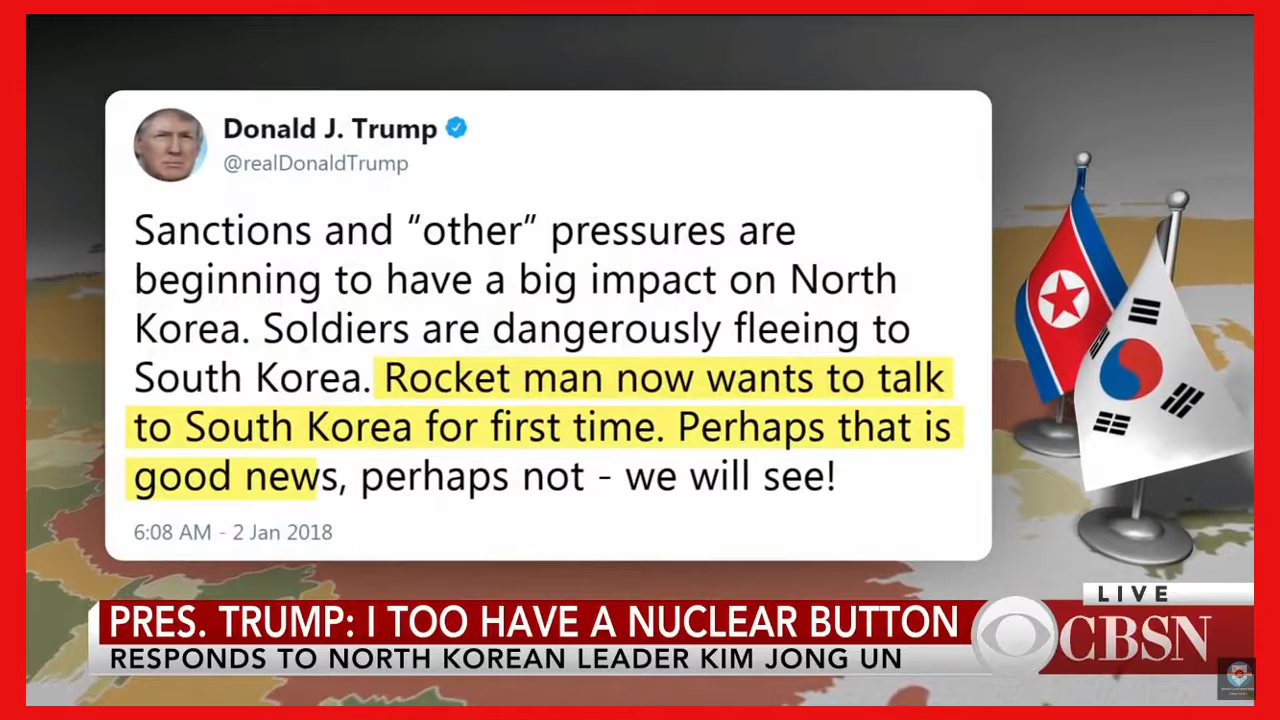 Donald J. Trump
@realDonaldTrump
Sanctions and “other” pressures are
beginning to have a big impact on North
Korea. Soldiers are dangerously fleeing to
South Korea. Rocket man now wants to talk
to South Korea for first time. Perhaps that is
good news, perhaps not - we will see!
6:08 AM - 2 Jan 2018
LIVE
PRES. TRUMP: I TOO HAVE A NUCLEAR BUTTON
RESPONDS TO NORTH KOREAN LEADER KIM JONG UN
CBSN